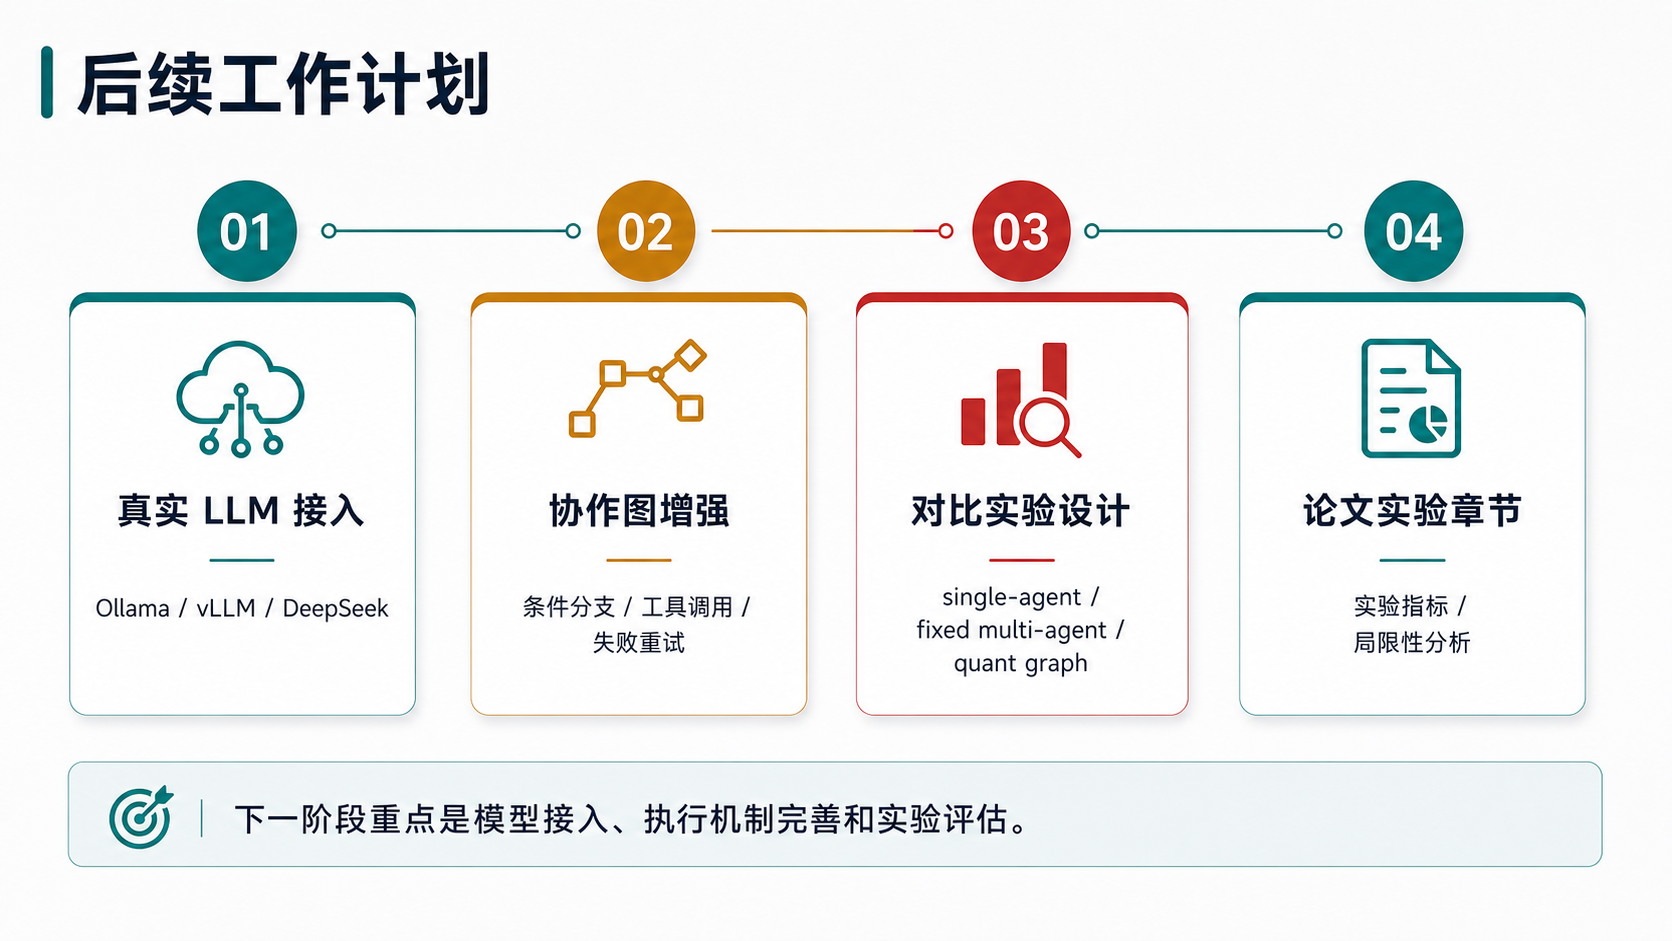 后续工作计划
01
02
03
04
真实 LLM 接入
Ollama / vLLM / DeepSeek
协作图增强
条件分支 / 工具调用 /
失败重试
对比实验设计
single-agent /
fixed multi-agent /
quant graph
论文实验章节
实验指标 /
局限性分析
下一阶段重点是模型接入、执行机制完善和实验评估。